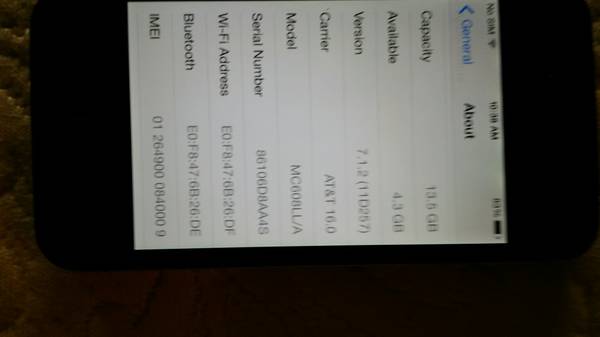 No SIM 10:38 AM 83%
General About
Capacity 13.5 GB
Available 4.3 GB
Version 7.1.2 (11D257)
Carrier AT&T 16.0
Model MC608LL/A
Serial Number 86106D8AA4S
Wi-Fi Address E0:F8:47:6B:26:DF
Bluetooth E0:F8:47:6B:26:DE
IMEI 01 264900 084000 9